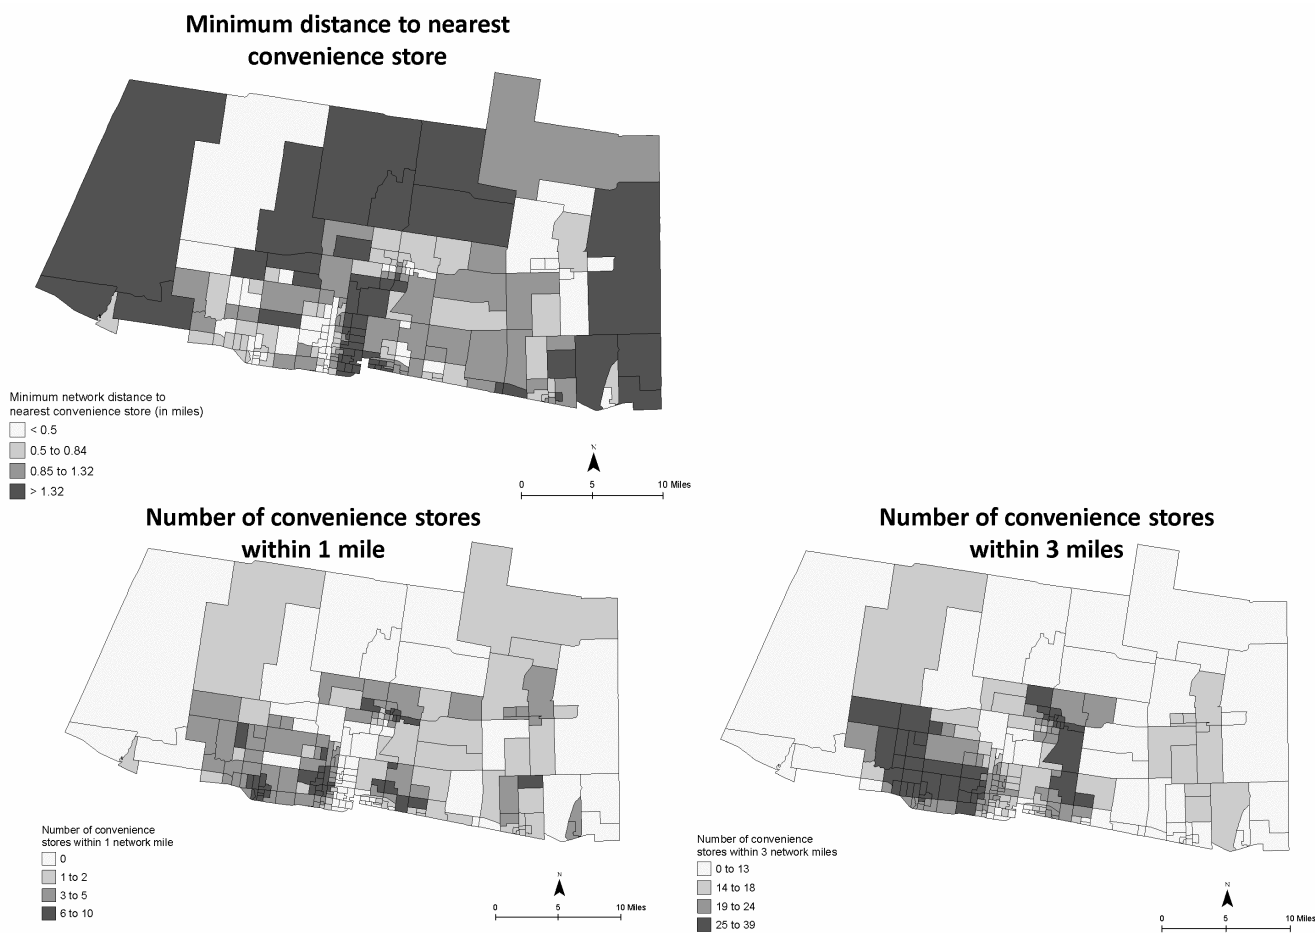 Minimum distance to nearest
convenience store
Minimum network distance to
nearest convenience store (in miles)
< 0.5
0.5 to 0.84
0.85 to 1.32
> 1.32
N
0 5 10 Miles
Number of convenience stores
within 1 mile
Number of convenience
stores within 1 network mile
0
1 to 2
3 to 5
6 to 10
N
0 5 10 Miles
Number of convenience stores
within 3 miles
Number of convenience
stores within 3 network miles
0 to 13
14 to 18
19 to 24
25 to 39
N
0 5 10 Miles